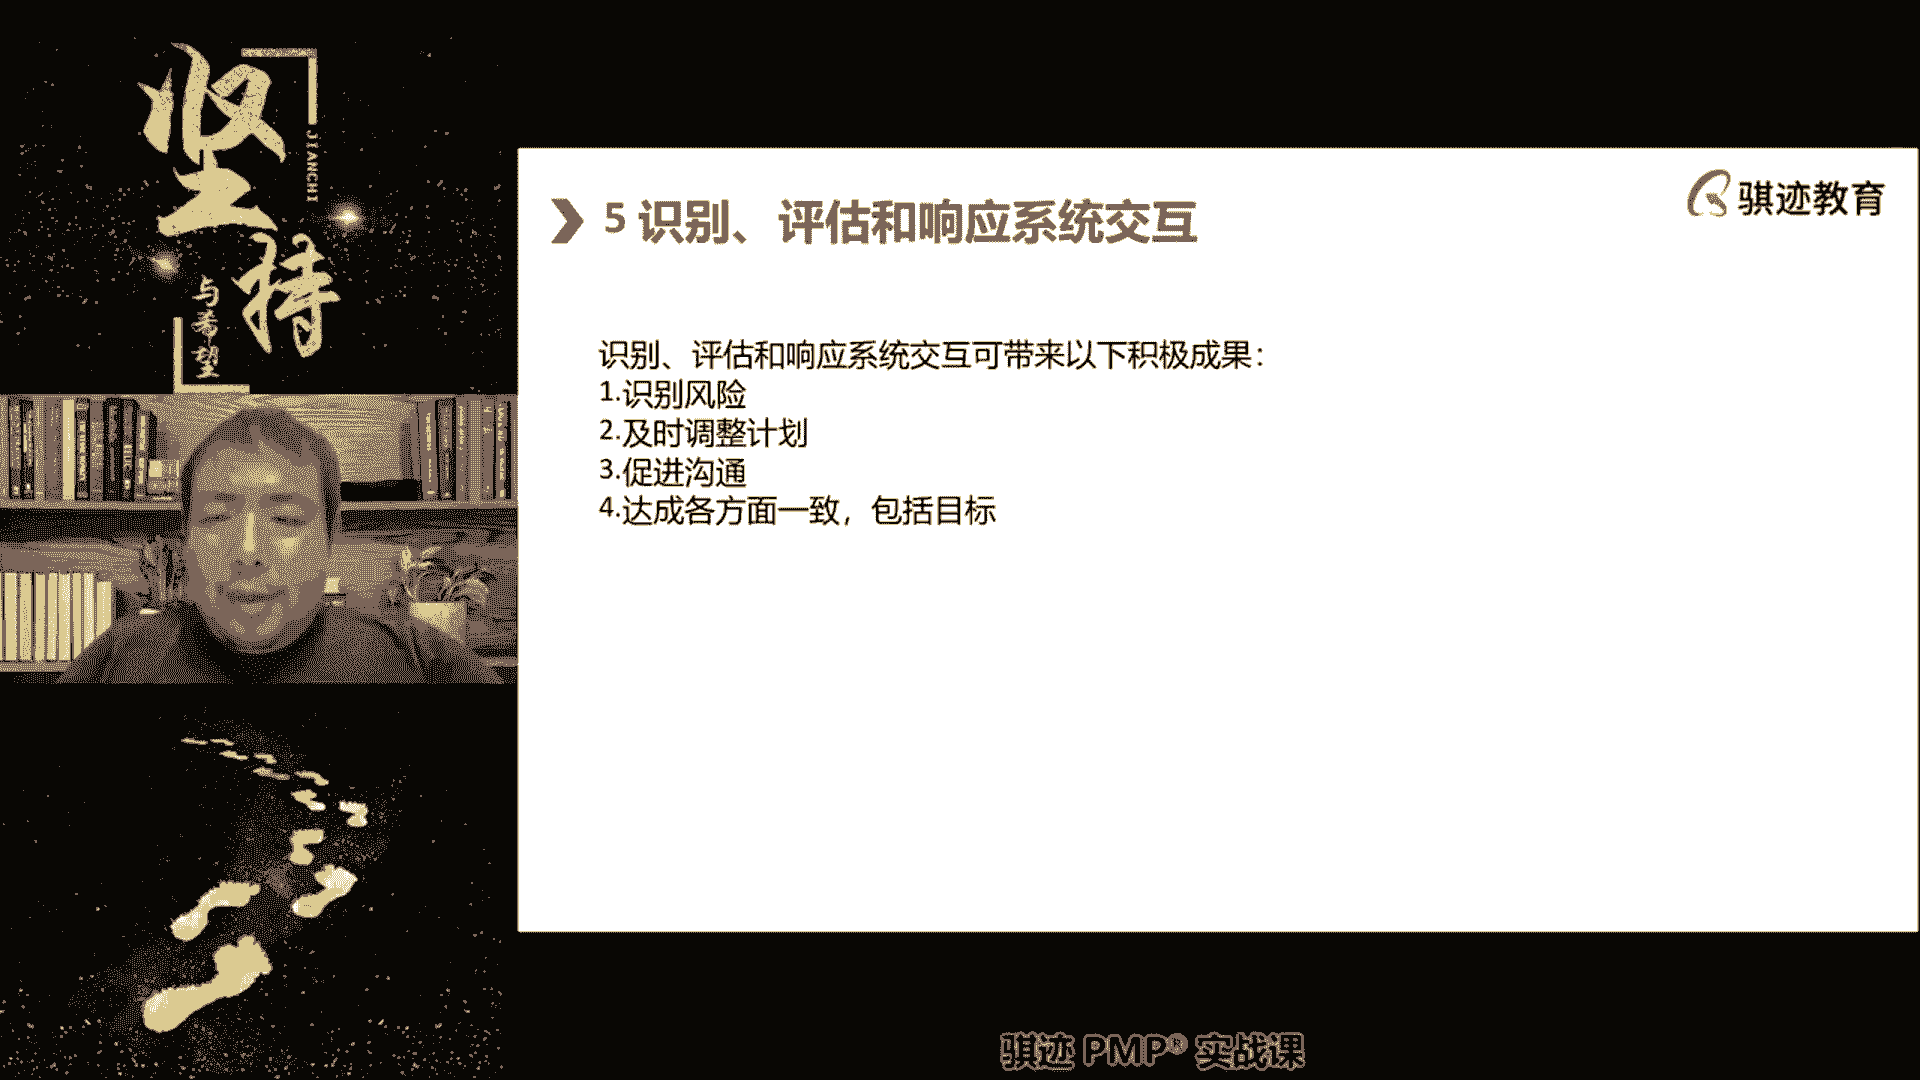 坚持
JIANCHI
与希望
骐迹教育
5 识别、评估和响应系统交互
识别、评估和响应系统交互可带来以下积极成果：
1.识别风险
2.及时调整计划
3.促进沟通
4.达成各方面一致，包括目标
骐迹 PMP® 实战课